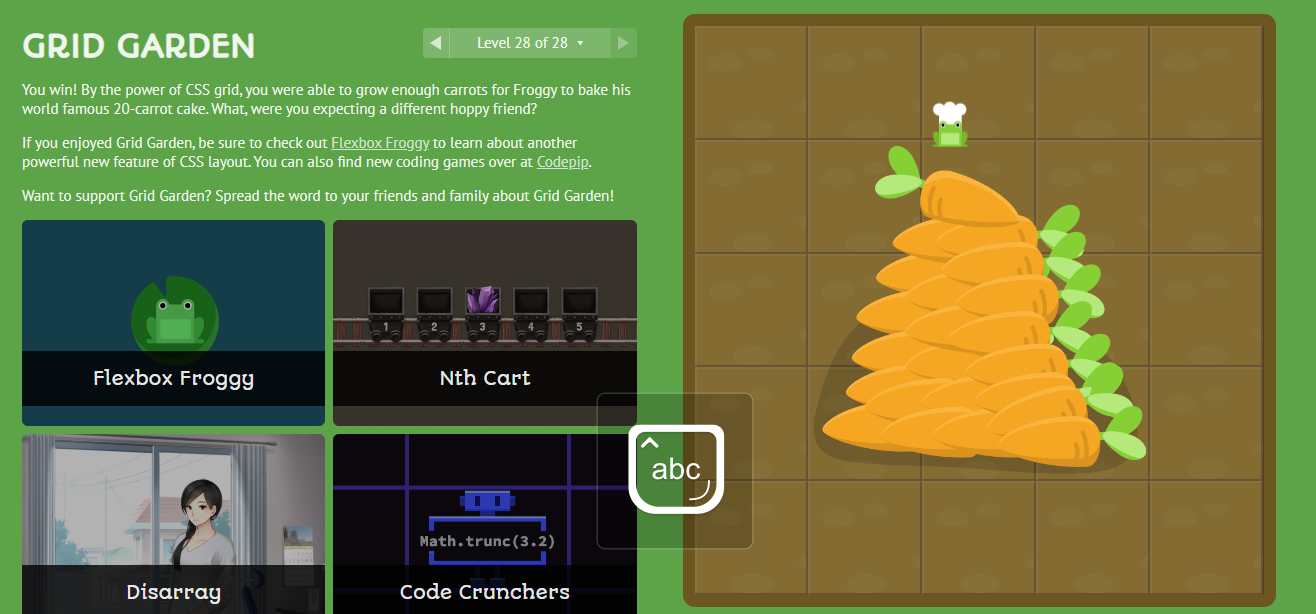 GRID GARDEN
Level 28 of 28
You win! By the power of CSS grid, you were able to grow enough carrots for Froggy to bake his
world famous 20-carrot cake. What, were you expecting a different hoppy friend?
If you enjoyed Grid Garden, be sure to check out Flexbox Froggy to learn about another
powerful new feature of CSS layout. You can also find new coding games over at Codepip.
Want to support Grid Garden? Spread the word to your friends and family about Grid Garden!
1 2 3 4 5
Flexbox Froggy
Nth Cart
abc
Math.trunc(3.2)
Disarray
Code Crunchers